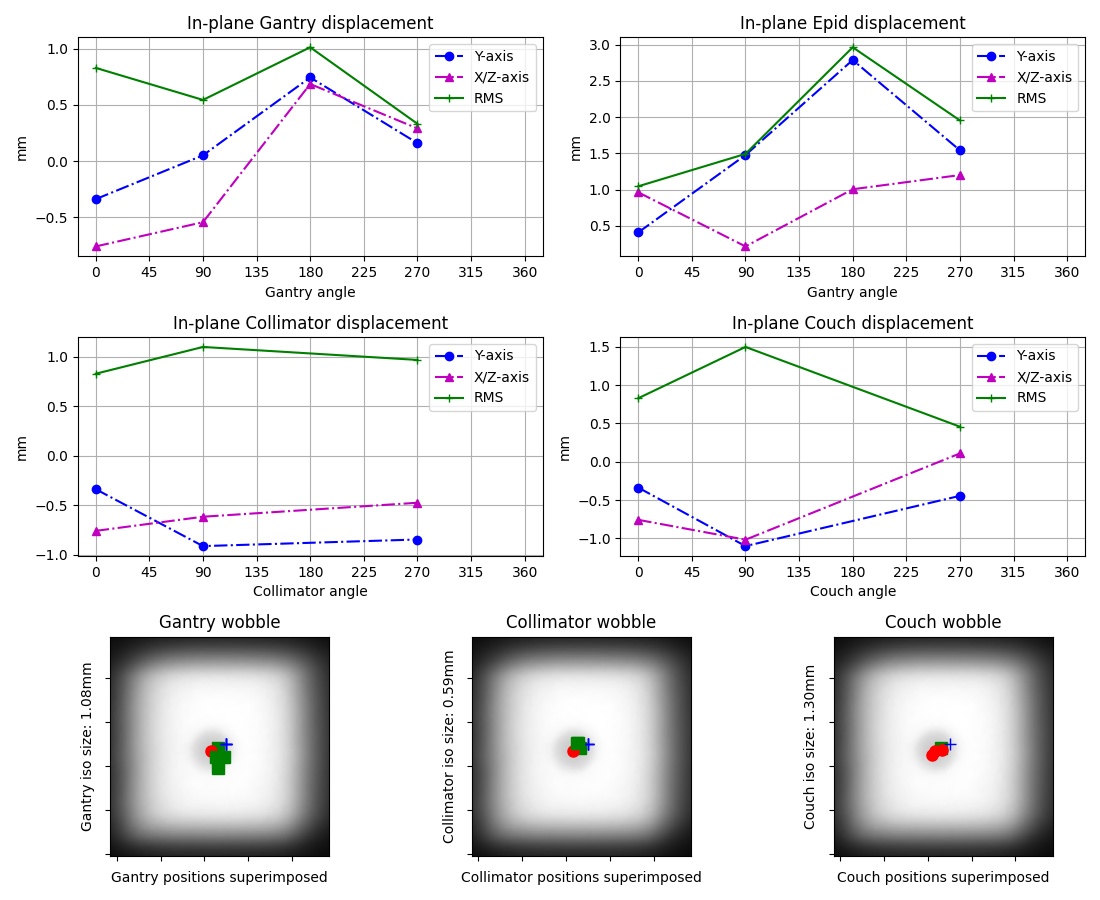 In-plane Gantry displacement
1.0
0.5
0.0
−0.5
mm
0 45 90 135 180 225 270 315 360
Gantry angle
Y-axis
X/Z-axis
RMS
In-plane Epid displacement
3.0
2.5
2.0
1.5
1.0
0.5
mm
0 45 90 135 180 225 270 315 360
Gantry angle
Y-axis
X/Z-axis
RMS
In-plane Collimator displacement
1.0
0.5
0.0
−0.5
−1.0
mm
0 45 90 135 180 225 270 315 360
Collimator angle
Y-axis
X/Z-axis
RMS
In-plane Couch displacement
1.5
1.0
0.5
0.0
−0.5
−1.0
mm
0 45 90 135 180 225 270 315 360
Couch angle
Y-axis
X/Z-axis
RMS
Gantry wobble
Gantry iso size: 1.08mm
Gantry positions superimposed
Collimator wobble
Collimator iso size: 0.59mm
Collimator positions superimposed
Couch wobble
Couch iso size: 1.30mm
Couch positions superimposed